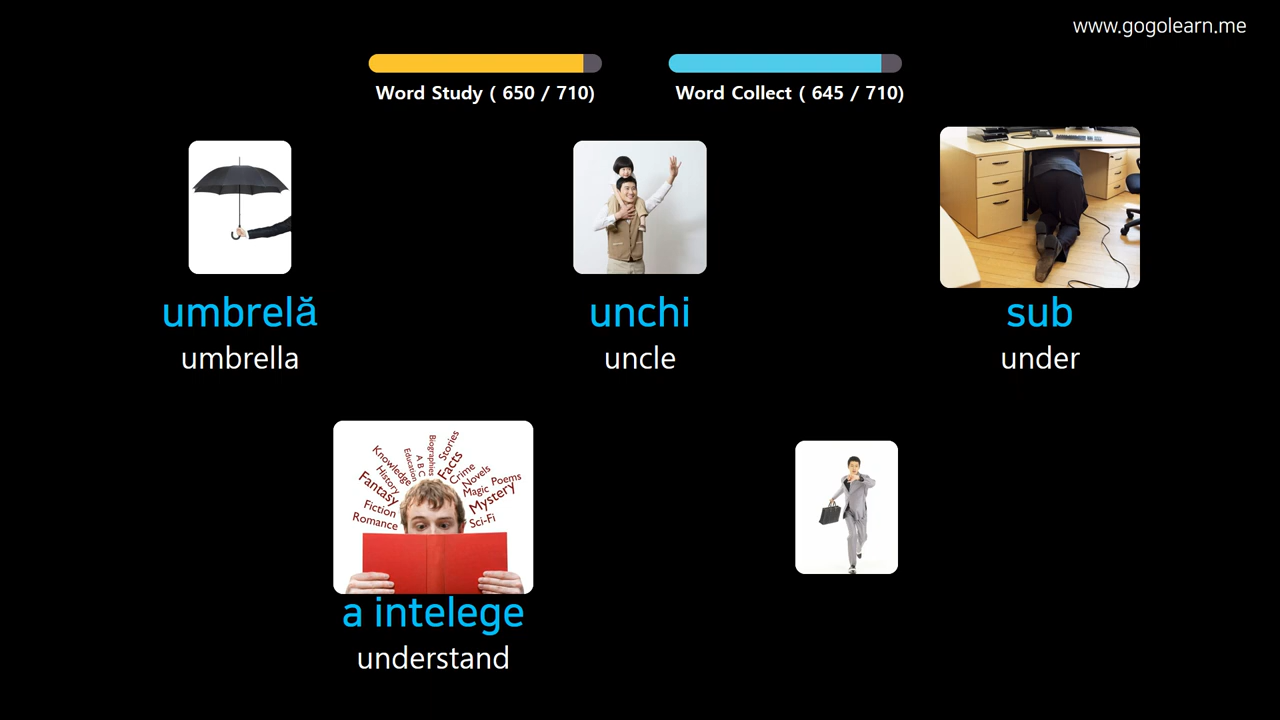 www.gogolearn.me
Word Study ( 650 / 710)
Word Collect ( 645 / 710)
umbrelă
umbrella
unchi
uncle
sub
under
Stories
Biographies
A B C
Facts
Education
Knowledge
Crime
History
Novels
Fantasy
Magic
Poems
Mystery
Fiction
Romance
Sci-Fi
a intelege
understand